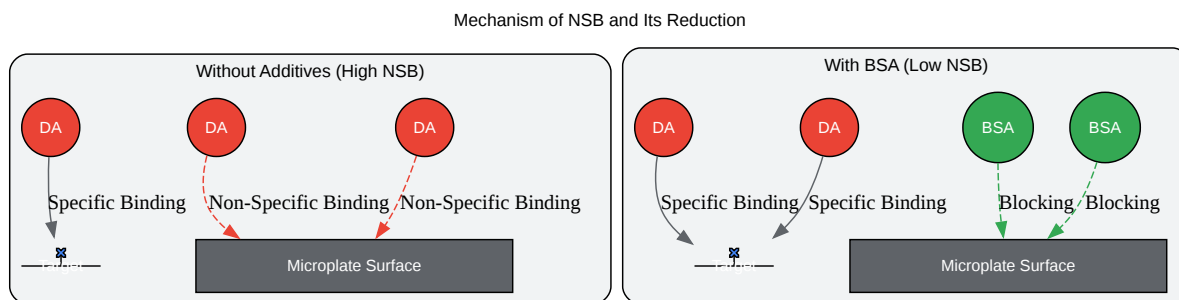 Mechanism of NSB and Its Reduction
Without Additives (High NSB)
DA
DA
DA
Specific Binding
Non-Specific Binding
Non-Specific Binding
Target
Microplate Surface
With BSA (Low NSB)
DA
DA
BSA
BSA
Specific Binding
Specific Binding
Blocking
Blocking
Target
Microplate Surface